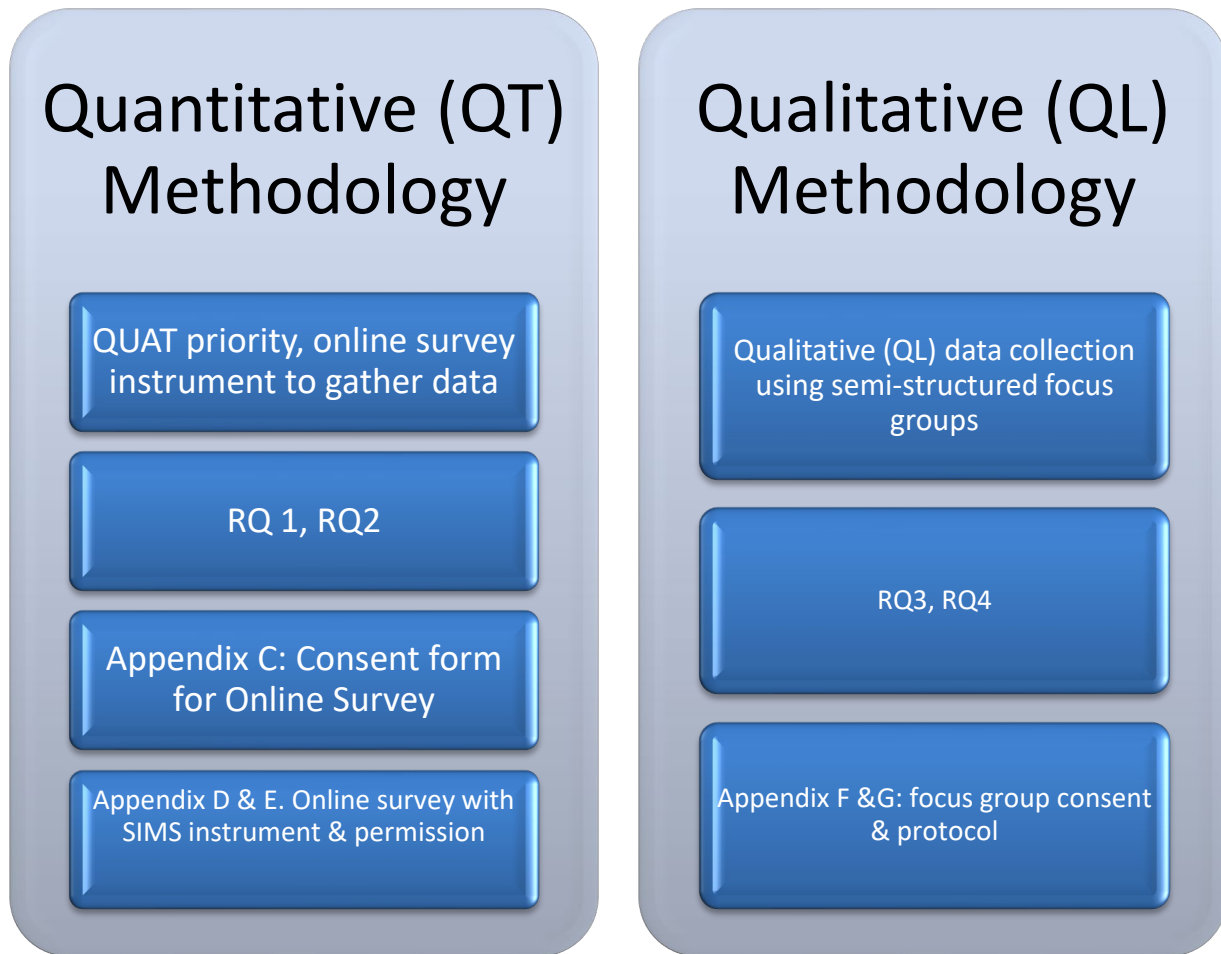 Quantitative (QT)
Methodology
QUAT priority, online survey
instrument to gather data
RQ 1, RQ2
Appendix C: Consent form
for Online Survey
Appendix D & E. Online survey with
SIMS instrument & permission
Qualitative (QL)
Methodology
Qualitative (QL) data collection
using semi-structured focus
groups
RQ3, RQ4
Appendix F &G: focus group consent
& protocol